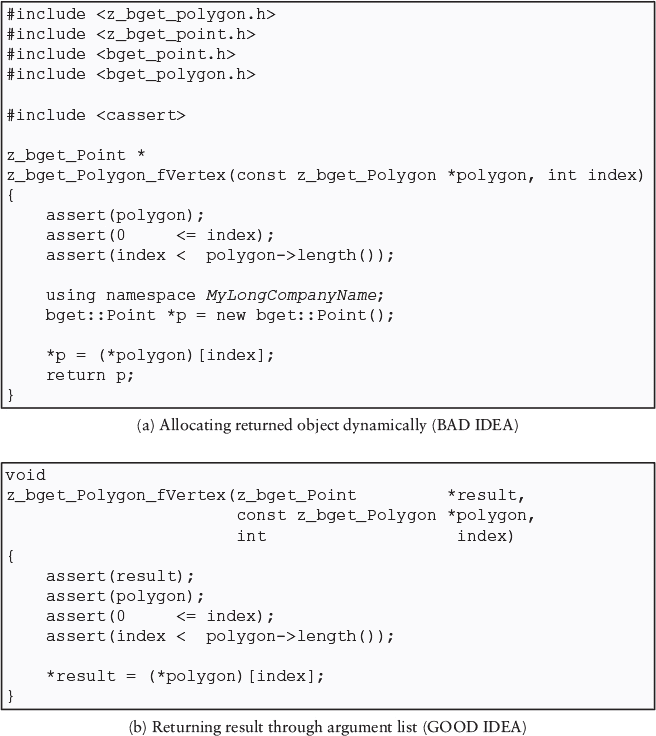 #include <z_bget_polygon.h>
#include <z_bget_point.h>
#include <bget_point.h>
#include <bget_polygon.h>

#include <cassert>

z_bget_Point *
z_bget_Polygon_fVertex(const z_bget_Polygon *polygon, int index)
{
    assert(polygon);
    assert(0     <= index);
    assert(index <  polygon->length());

    using namespace MyLongCompanyName;
    bget::Point *p = new bget::Point();

    *p = (*polygon)[index];
    return p;
}
(a) Allocating returned object dynamically (BAD IDEA)
void
z_bget_Polygon_fVertex(z_bget_Point         *result,
                       const z_bget_Polygon *polygon,
                       int                   index)
{
    assert(result);
    assert(polygon);
    assert(0     <= index);
    assert(index <  polygon->length());

    *result = (*polygon)[index];
}
(b) Returning result through argument list (GOOD IDEA)